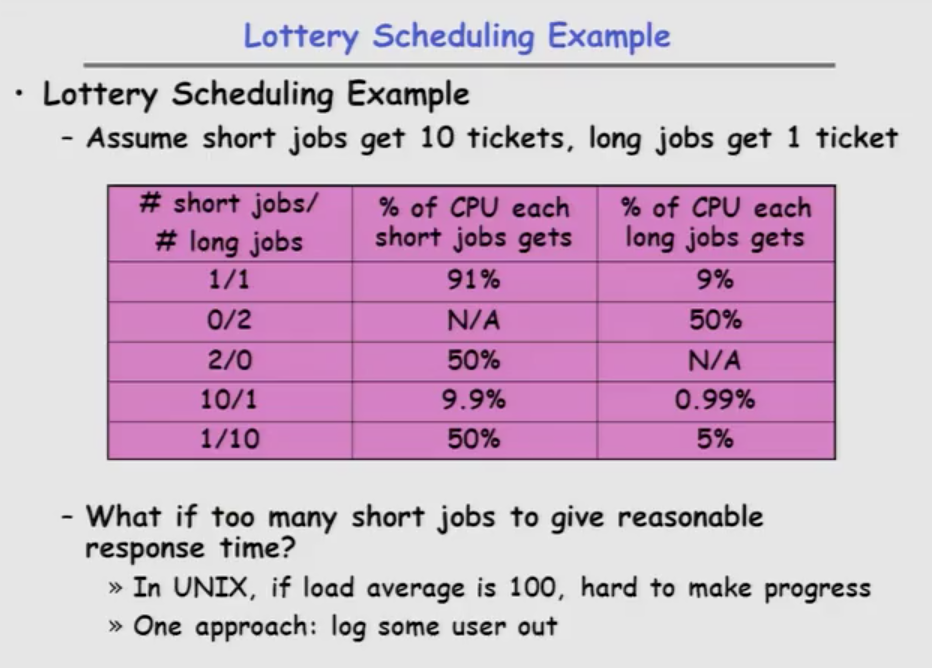 Lottery Scheduling Example
• Lottery Scheduling Example
– Assume short jobs get 10 tickets, long jobs get 1 ticket
# short jobs/ # long jobs | % of CPU each short jobs gets | % of CPU each long jobs gets
1/1 | 91% | 9%
0/2 | N/A | 50%
2/0 | 50% | N/A
10/1 | 9.9% | 0.99%
1/10 | 50% | 5%
– What if too many short jobs to give reasonable
response time?
» In UNIX, if load average is 100, hard to make progress
» One approach: log some user out